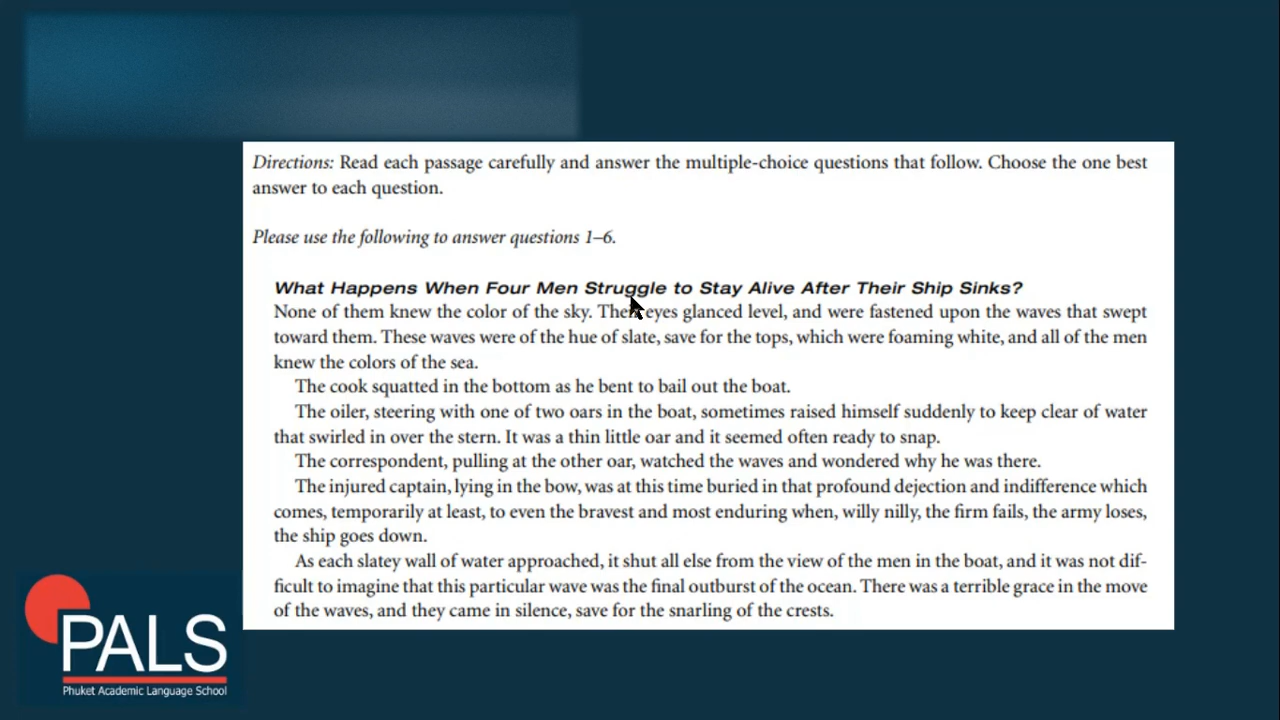 Directions: Read each passage carefully and answer the multiple-choice questions that follow. Choose the one best
answer to each question.
Please use the following to answer questions 1–6.
What Happens When Four Men Struggle to Stay Alive After Their Ship Sinks?
None of them knew the color of the sky. Their eyes glanced level, and were fastened upon the waves that swept
toward them. These waves were of the hue of slate, save for the tops, which were foaming white, and all of the men
knew the colors of the sea.
The cook squatted in the bottom as he bent to bail out the boat.
The oiler, steering with one of two oars in the boat, sometimes raised himself suddenly to keep clear of water
that swirled in over the stern. It was a thin little oar and it seemed often ready to snap.
The correspondent, pulling at the other oar, watched the waves and wondered why he was there.
The injured captain, lying in the bow, was at this time buried in that profound dejection and indifference which
comes, temporarily at least, to even the bravest and most enduring when, willy nilly, the firm fails, the army loses,
the ship goes down.
As each slatey wall of water approached, it shut all else from the view of the men in the boat, and it was not dif-
ficult to imagine that this particular wave was the final outburst of the ocean. There was a terrible grace in the move
of the waves, and they came in silence, save for the snarling of the crests.
PALS
Phuket Academic Language School